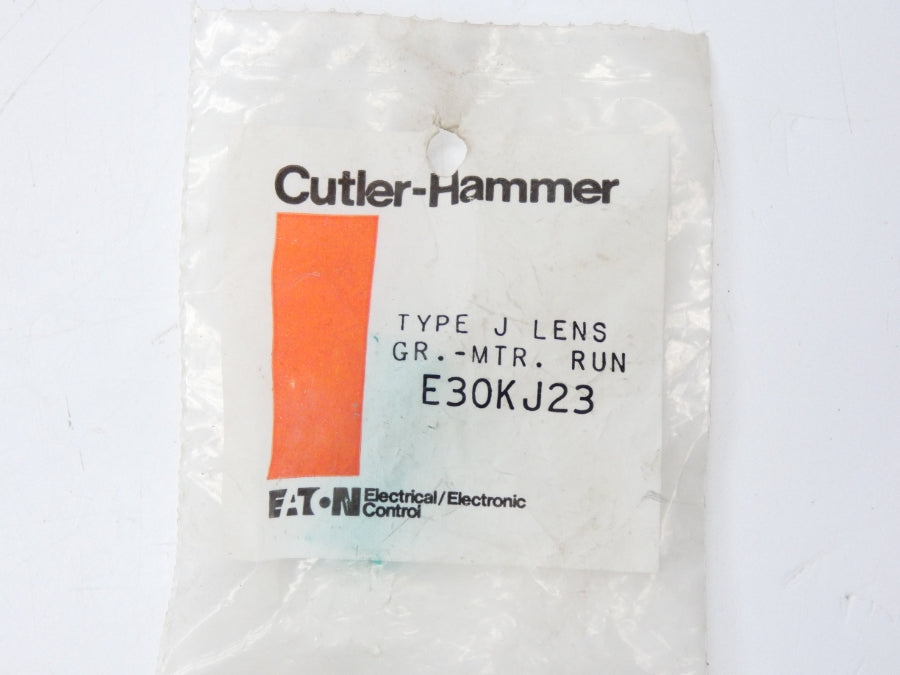 Cutler-Hammer
TYPE J LENS
GR.-MTR. RUN
E30KJ23
EATON Electrical/Electronic
Control